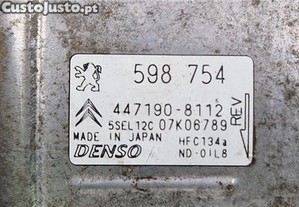 CustoJusto.pt
598 754
447190-8112
5SEL12C 07K06789
REV
MADE IN JAPAN HFC134a
DENSO ND-OIL8